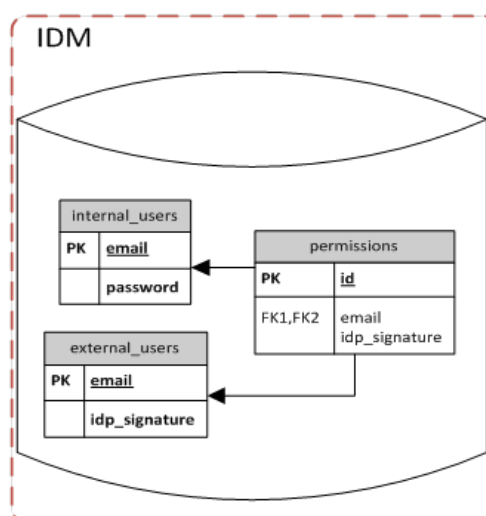 IDM
internal_users
PK email
password
permissions
PK id
FK1,FK2 email
idp_signature
external_users
PK email
idp_signature